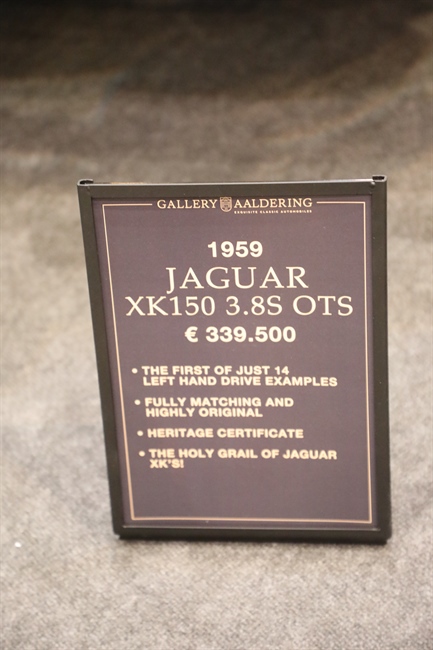 GALLERY AALDERING
EXQUISITE CLASSIC AUTOMOBILES
1959
JAGUAR
XK150 3.8S OTS
€ 339.500
• THE FIRST OF JUST 14
LEFT HAND DRIVE EXAMPLES
• FULLY MATCHING AND
HIGHLY ORIGINAL
• HERITAGE CERTIFICATE
• THE HOLY GRAIL OF JAGUAR
XK'S!